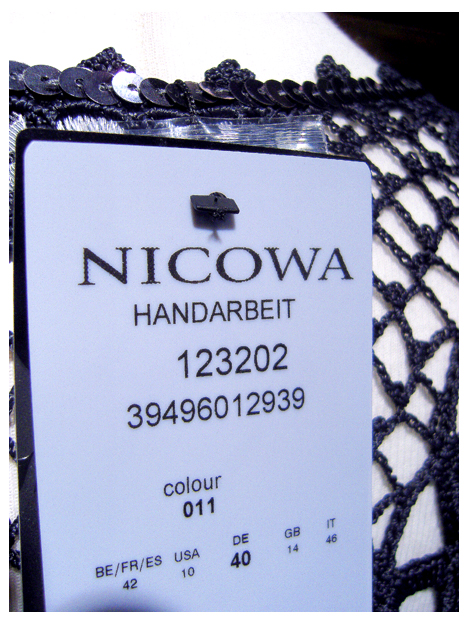 NICOWA
HANDARBEIT
123202
39496012939
colour
011
BE/FR/ES USA DE GB IT
42 10 40 14 46